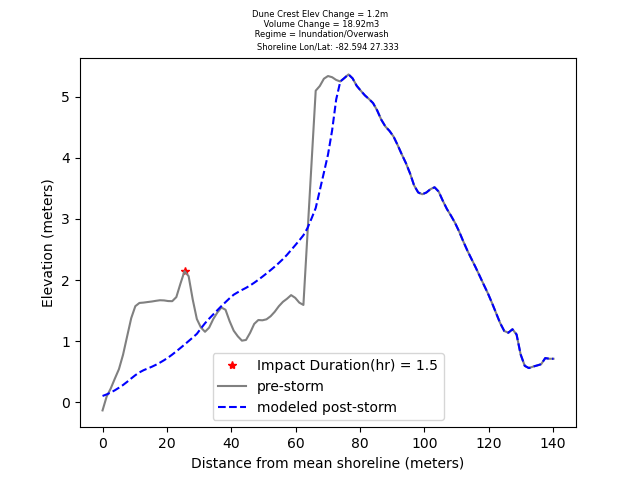 Dune Crest Elev Change = 1.2m
Volume Change = 18.92m3
Regime = Inundation/Overwash
Shoreline Lon/Lat: -82.594 27.333
5
4
3
2
1
0
Elevation (meters)
Impact Duration(hr) = 1.5
pre-storm
modeled post-storm
0 20 40 60 80 100 120 140
Distance from mean shoreline (meters)